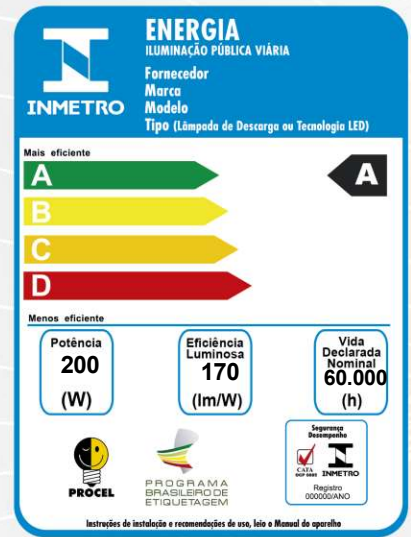 ENERGIA
ILUMINAÇÃO PÚBLICA VIÁRIA
Fornecedor
Marca
Modelo
Tipo (Lâmpada de Descarga ou Tecnologia LED)
INMETRO
Mais eficiente
A
A
B
C
D
Menos eficiente
Potência
200
(W)
Eficiência
Luminosa
170
(lm/W)
Vida
Declarada
Nominal
60.000
(h)
PROCEL
PROGRAMA
BRASILEIRO DE
ETIQUETAGEM
Segurança
Desempenho
INMETRO
Registro
000000/ANO
Instruções de instalação e recomendações de uso, leia o Manual do aparelho